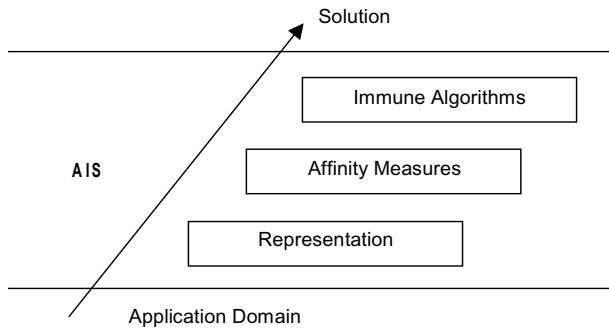 Solution
Immune Algorithms
AIS
Affinity Measures
Representation
Application Domain